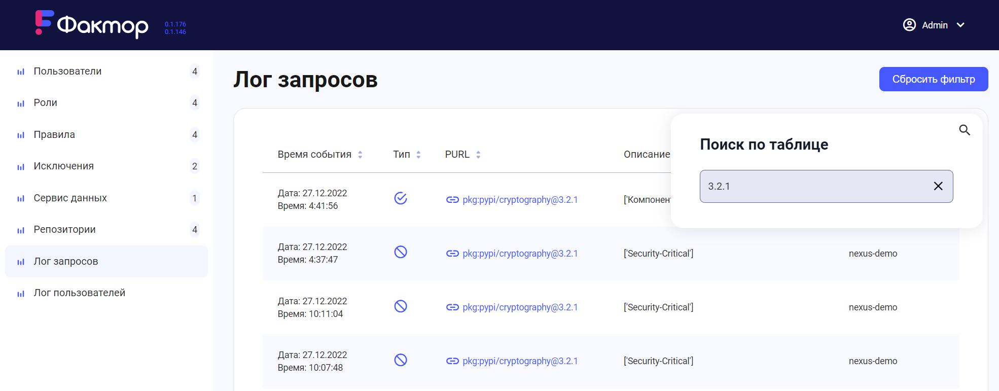 Фактор
0.1.176
0.1.146
Admin
Пользователи 4
Роли 4
Правила 4
Исключения 2
Сервис данных 1
Репозитории 4
Лог запросов
Лог пользователей
Лог запросов
Сбросить фильтр
Поиск по таблице
3.2.1
Время события Тип PURL Описание
Дата: 27.12.2022
Время: 4:41:56
pkg:pypi/cryptography@3.2.1
['Компонент
Дата: 27.12.2022
Время: 4:37:47
pkg:pypi/cryptography@3.2.1
['Security-Critical']
nexus-demo
Дата: 27.12.2022
Время: 10:11:04
pkg:pypi/cryptography@3.2.1
['Security-Critical']
nexus-demo
Дата: 27.12.2022
Время: 10:07:48
pkg:pypi/cryptography@3.2.1
['Security-Critical']
nexus-demo